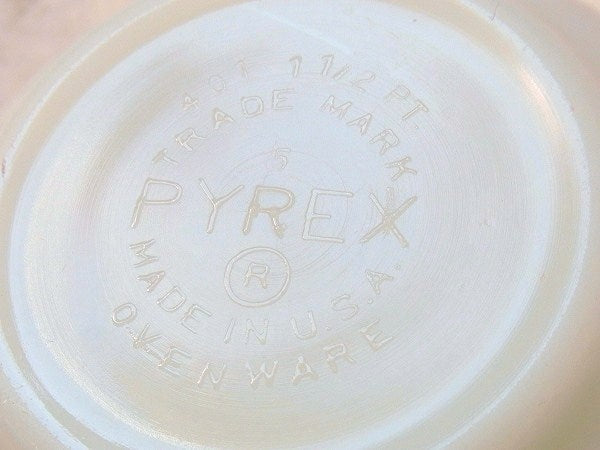 401 1 1/2 PT
TRADE MARK
5
PYREX
®
MADE IN U.S.A.
OVENWARE